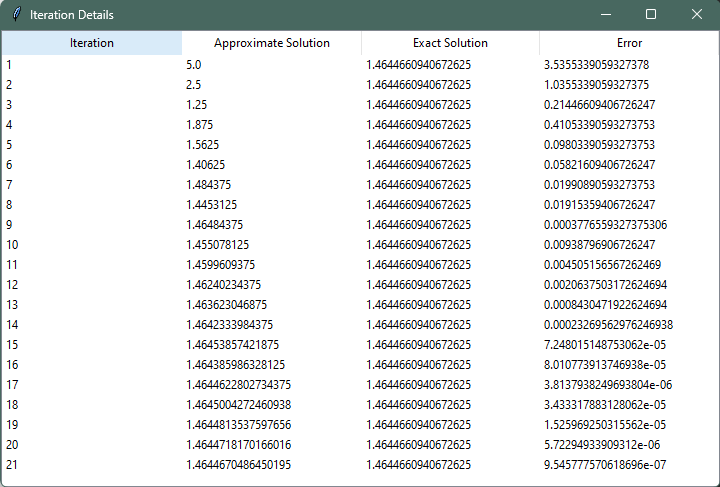 Iteration Details
Iteration Approximate Solution Exact Solution Error
1 5.0 1.4644660940672625 3.5355339059327378
2 2.5 1.4644660940672625 1.0355339059327375
3 1.25 1.4644660940672625 0.21446609406726247
4 1.875 1.4644660940672625 0.41053390593273753
5 1.5625 1.4644660940672625 0.09803390593273753
6 1.40625 1.4644660940672625 0.05821609406726247
7 1.484375 1.4644660940672625 0.01990890593273753
8 1.4453125 1.4644660940672625 0.01915359406726247
9 1.46484375 1.4644660940672625 0.0003776559327375306
10 1.455078125 1.4644660940672625 0.00938796906726247
11 1.4599609375 1.4644660940672625 0.004505156567262469
12 1.46240234375 1.4644660940672625 0.0020637503172624694
13 1.463623046875 1.4644660940672625 0.0008430471922624694
14 1.4642333984375 1.4644660940672625 0.00023269562976246938
15 1.46453857421875 1.4644660940672625 7.248015148753062e-05
16 1.464385986328125 1.4644660940672625 8.010773913746938e-05
17 1.4644622802734375 1.4644660940672625 3.8137938249693804e-06
18 1.4645004272460938 1.4644660940672625 3.433317883128062e-05
19 1.4644813537597656 1.4644660940672625 1.525969250315562e-05
20 1.4644718170166016 1.4644660940672625 5.72294933909312e-06
21 1.4644670486450195 1.4644660940672625 9.545777570618696e-07